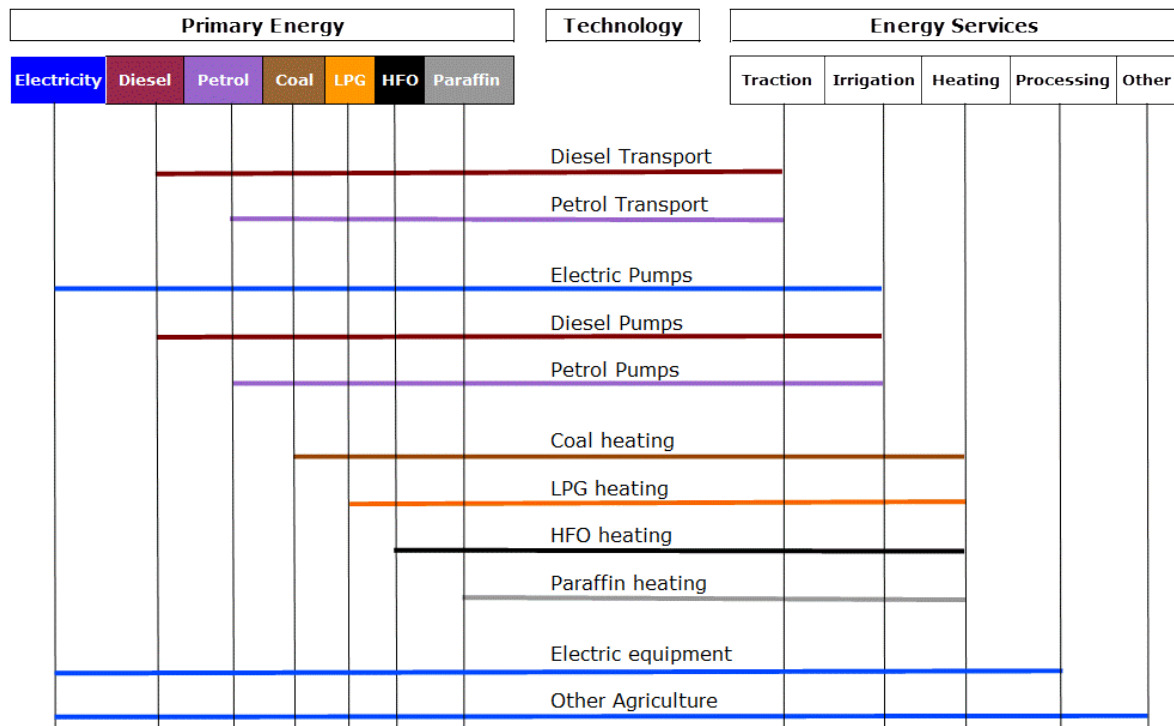 Primary Energy Technology Energy Services
Electricity Diesel Petrol Coal LPG HFO Paraffin Traction Irrigation Heating Processing Other
Diesel Transport
Petrol Transport
Electric Pumps
Diesel Pumps
Petrol Pumps
Coal heating
LPG heating
HFO heating
Paraffin heating
Electric equipment
Other Agriculture